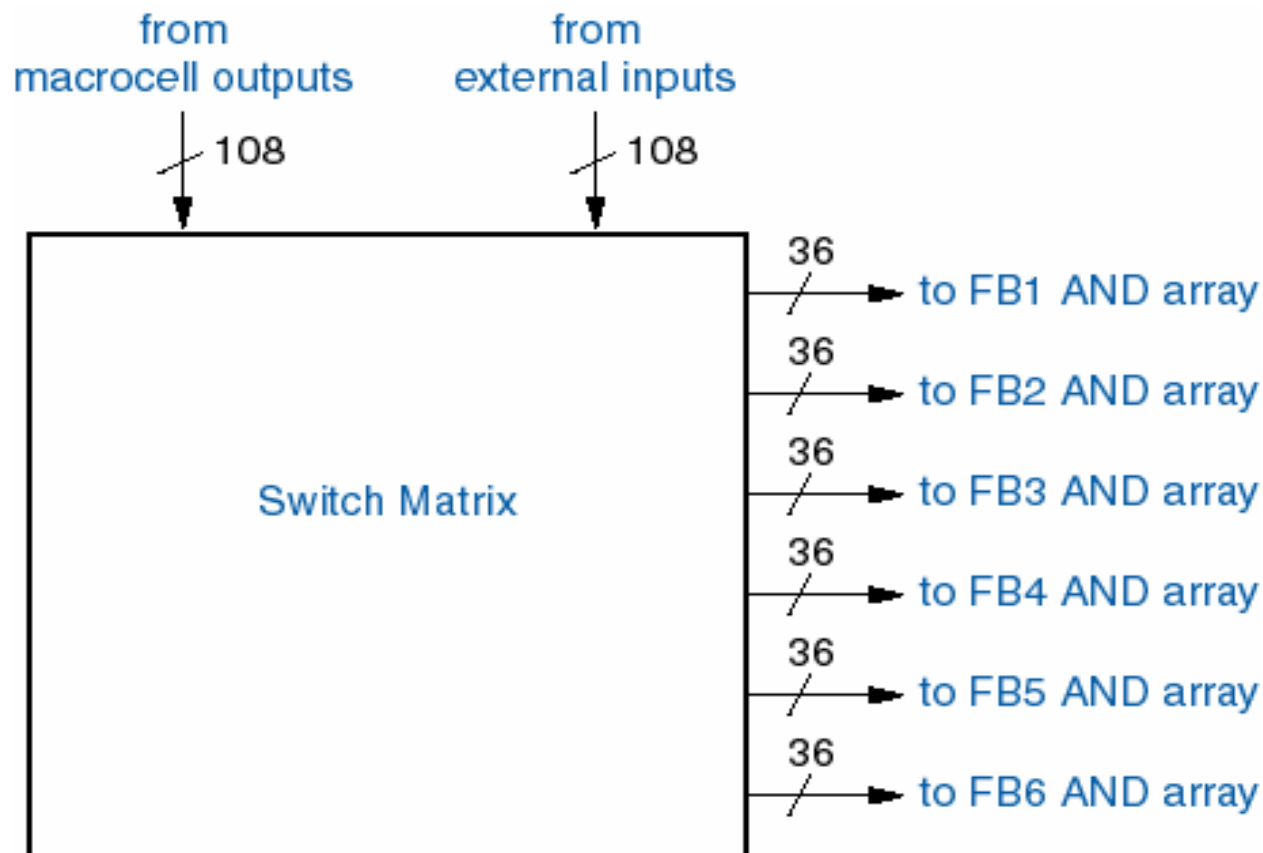 from
macrocell outputs
from
external inputs
108
108
36
to FB1 AND array
36
to FB2 AND array
36
to FB3 AND array
Switch Matrix
36
to FB4 AND array
36
to FB5 AND array
36
to FB6 AND array